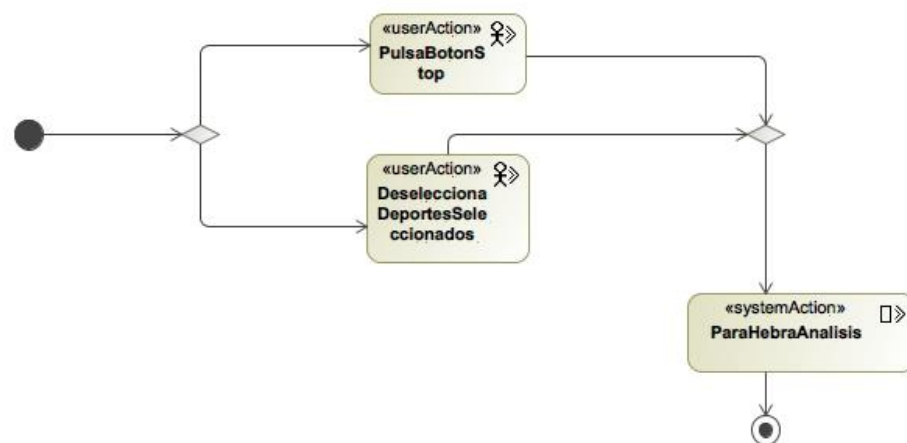 «userAction»
PulsaBotonS
top
«userAction»
Deselecciona
DeportesSele
ccionados
«systemAction»
ParaHebraAnalisis